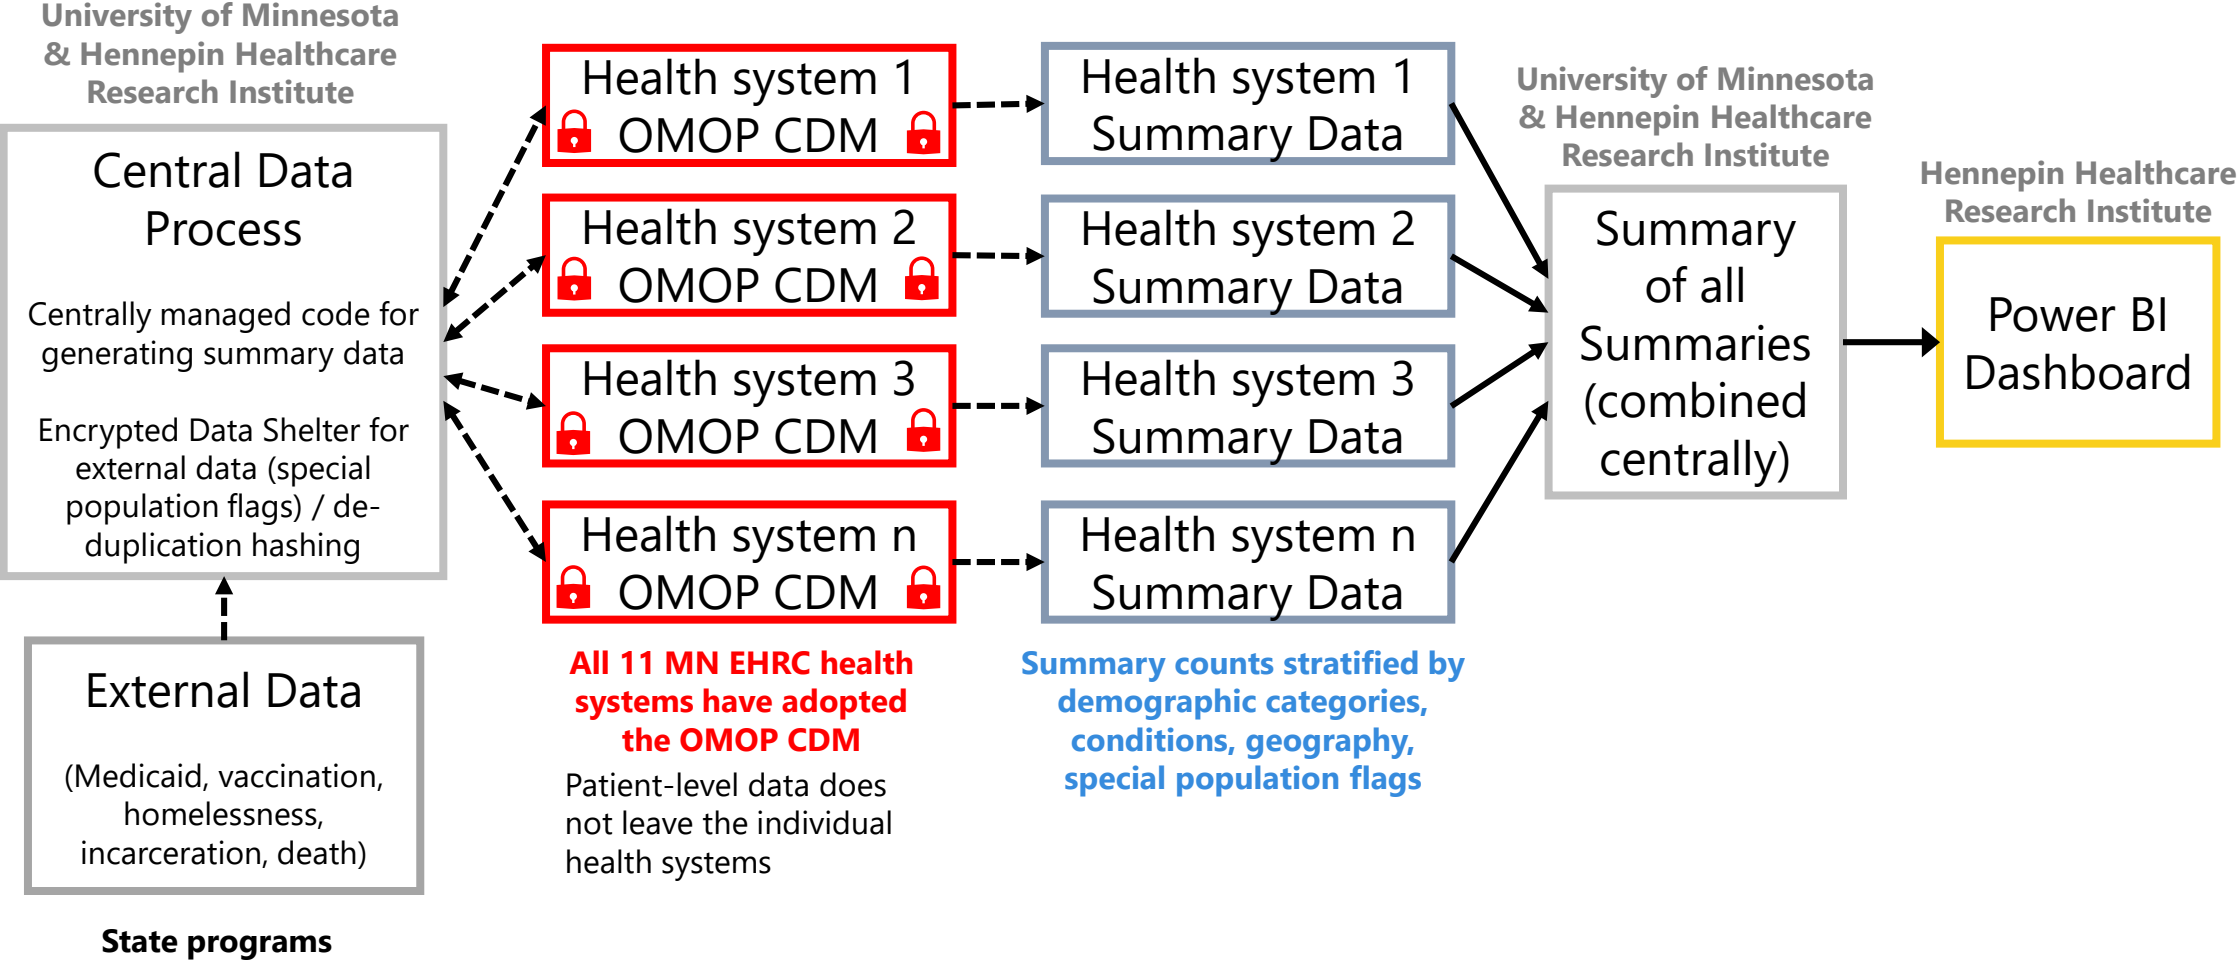 University of Minnesota
& Hennepin Healthcare
Research Institute
Central Data
Process
Centrally managed code for
generating summary data
Encrypted Data Shelter for
external data (special
population flags) / de-
duplication hashing
External Data
(Medicaid, vaccination,
homelessness,
incarceration, death)
State programs
Health system 1
OMOP CDM
Health system 2
OMOP CDM
Health system 3
OMOP CDM
Health system n
OMOP CDM
All 11 MN EHRC health
systems have adopted
the OMOP CDM
Patient-level data does
not leave the individual
health systems
Health system 1
Summary Data
Health system 2
Summary Data
Health system 3
Summary Data
Health system n
Summary Data
Summary counts stratified by
demographic categories,
conditions, geography,
special population flags
University of Minnesota
& Hennepin Healthcare
Research Institute
Summary
of all
Summaries
(combined
centrally)
Hennepin Healthcare
Research Institute
Power BI
Dashboard